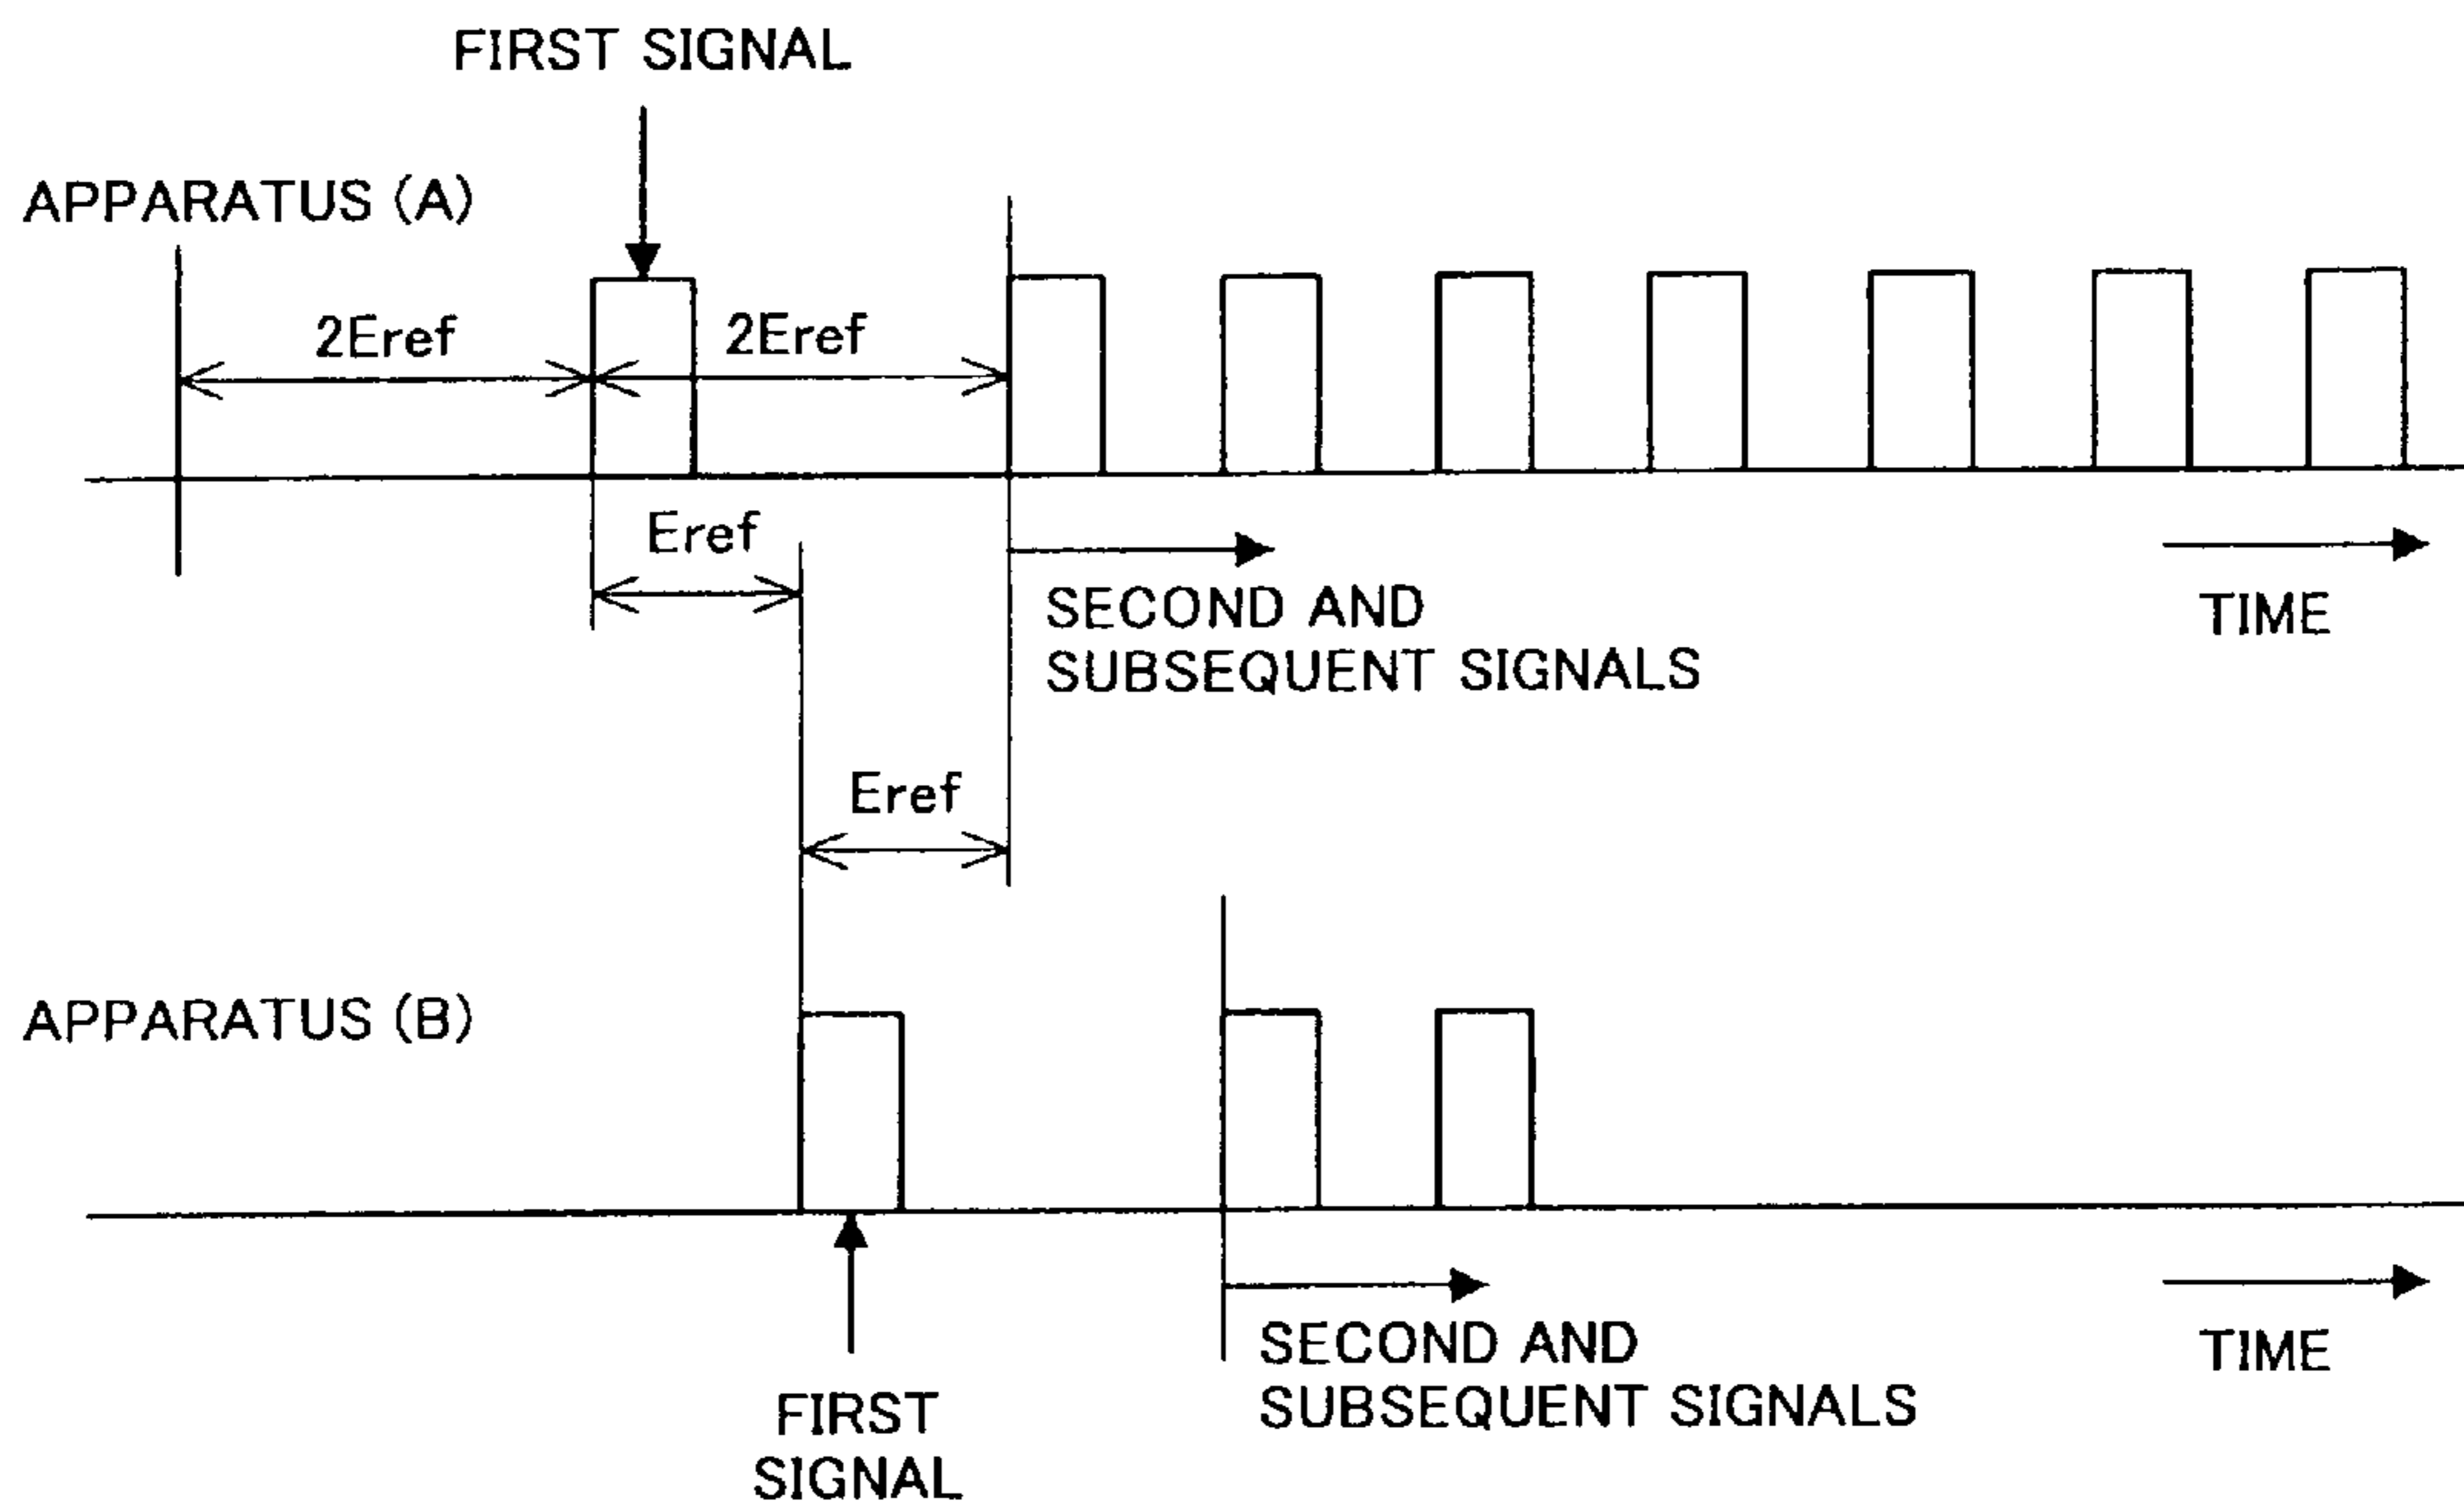 FIRST SIGNAL
APPARATUS (A)
2Eref
2Eref
Eref
SECOND AND
SUBSEQUENT SIGNALS
TIME
Eref
APPARATUS (B)
SECOND AND
SUBSEQUENT SIGNALS
TIME
FIRST
SIGNAL